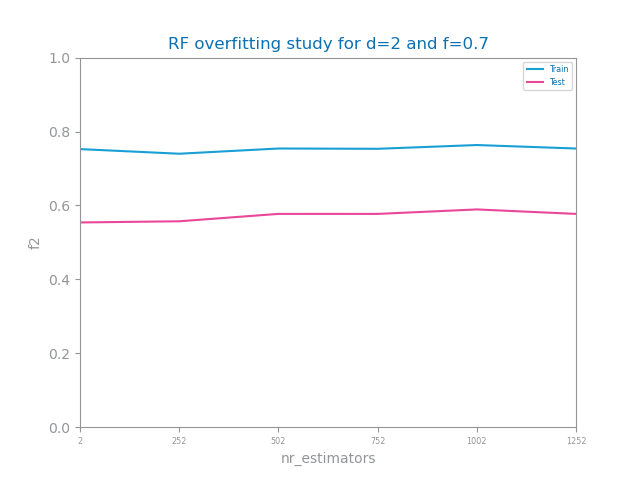 RF overfitting study for d=2 and f=0.7
1.0
0.8
0.6
0.4
0.2
0.0
f2
Train
Test
2 252 502 752 1002 1252
nr_estimators